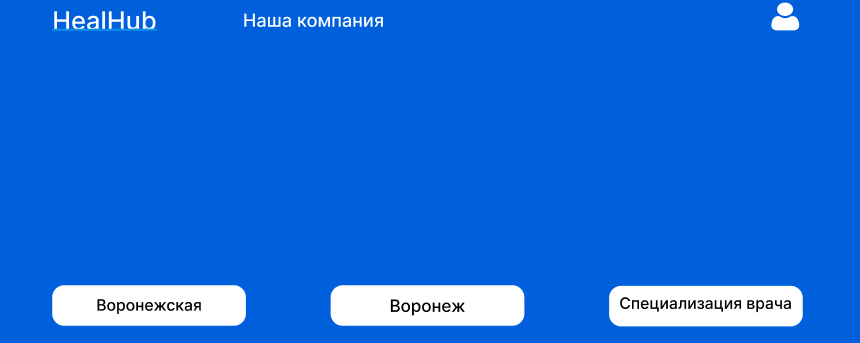 HealHub
Наша компания
Воронежская
Воронеж
Специализация врача